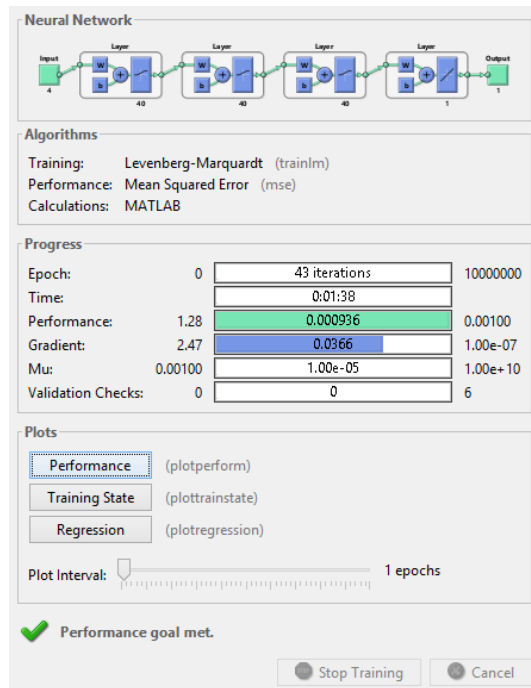 Neural Network
Layer Layer Layer Layer
Input Output
W W W W
b b b b
4 40 40 40 1 1
Algorithms
Training: Levenberg-Marquardt (trainlm)
Performance: Mean Squared Error (mse)
Calculations: MATLAB
Progress
Epoch: 0 43 iterations 10000000
Time: 0:01:38
Performance: 1.28 0.000936 0.00100
Gradient: 2.47 0.0366 1.00e-07
Mu: 0.00100 1.00e-05 1.00e+10
Validation Checks: 0 0 6
Plots
Performance (plotperform)
Training State (plottrainstate)
Regression (plotregression)
Plot Interval: 1 epochs
Performance goal met.
Stop Training Cancel